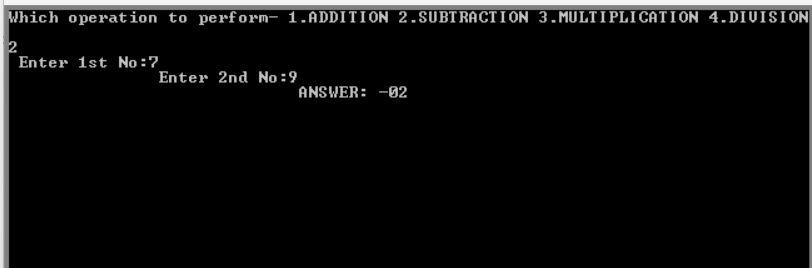 Which operation to perform- 1.ADDITION 2.SUBTRACTION 3.MULTIPLICATION 4.DIVISION
2
Enter 1st No:7
Enter 2nd No:9
ANSWER: -02